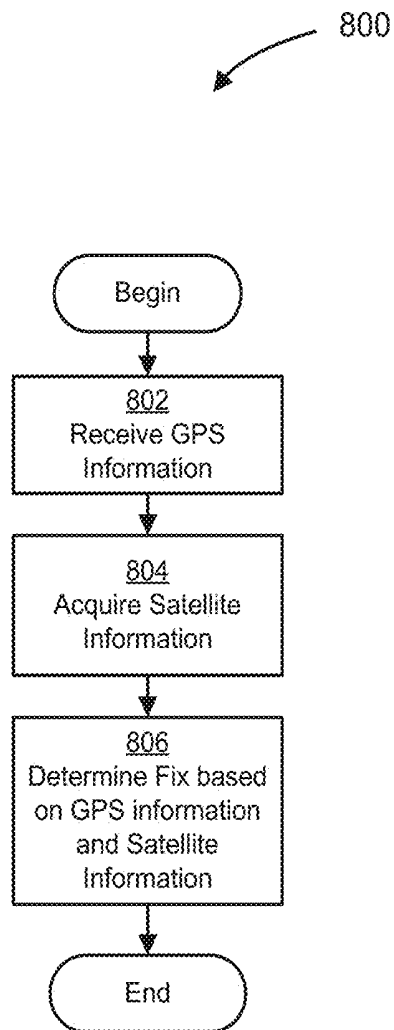 800
Begin
802
Receive GPS
Information
804
Acquire Satellite
Information
806
Determine Fix based
on GPS information
and Satellite
Information
End